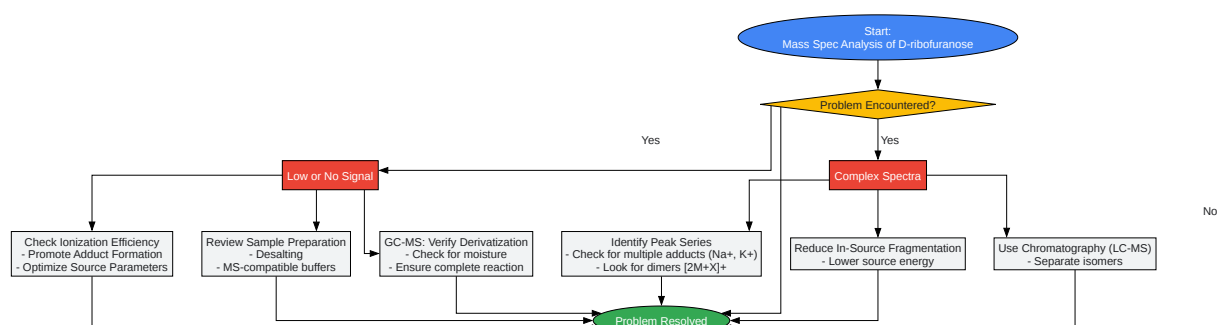 Start:
Mass Spec Analysis of D-ribofuranose
Problem Encountered?
Yes
Yes
Low or No Signal
Complex Spectra
No
Check Ionization Efficiency
- Promote Adduct Formation
- Optimize Source Parameters
Review Sample Preparation
- Desalting
- MS-compatible buffers
GC-MS: Verify Derivatization
- Check for moisture
- Ensure complete reaction
Identify Peak Series
- Check for multiple adducts (Na+, K+)
- Look for dimers [2M+X]+
Reduce In-Source Fragmentation
- Lower source energy
Use Chromatography (LC-MS)
- Separate isomers
Problem Resolved